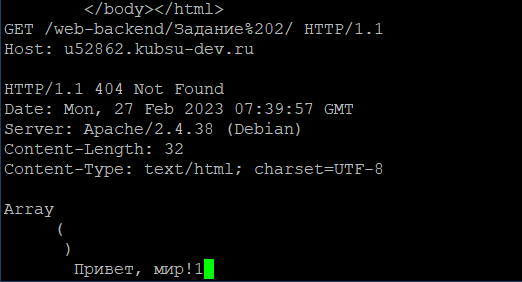 </body></html>
GET /web-backend/Задание%202/ HTTP/1.1
Host: u52862.kubsu-dev.ru
HTTP/1.1 404 Not Found
Date: Mon, 27 Feb 2023 07:39:57 GMT
Server: Apache/2.4.38 (Debian)
Content-Length: 32
Content-Type: text/html; charset=UTF-8
Array
(
)
Привет, мир!1